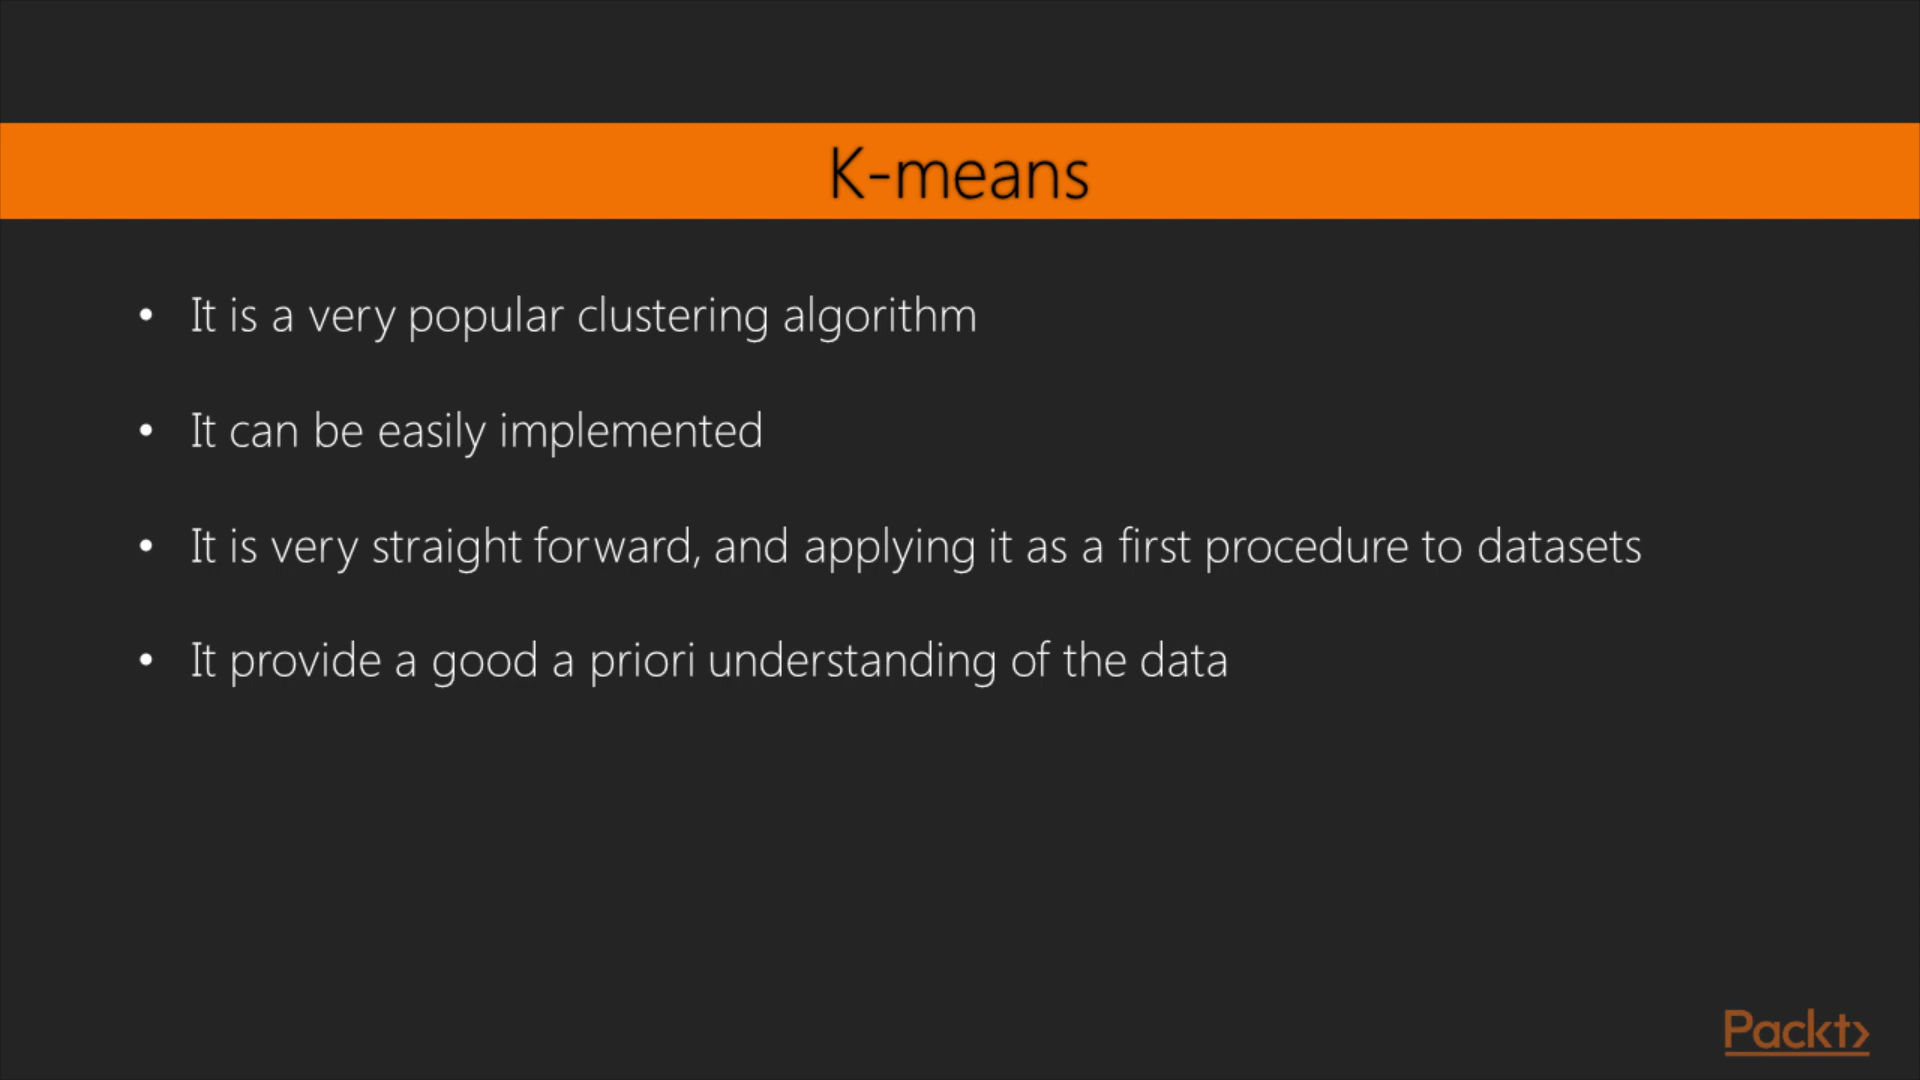 K-means
• It is a very popular clustering algorithm
• It can be easily implemented
• It is very straight forward, and applying it as a first procedure to datasets
• It provide a good a priori understanding of the data
Packt>